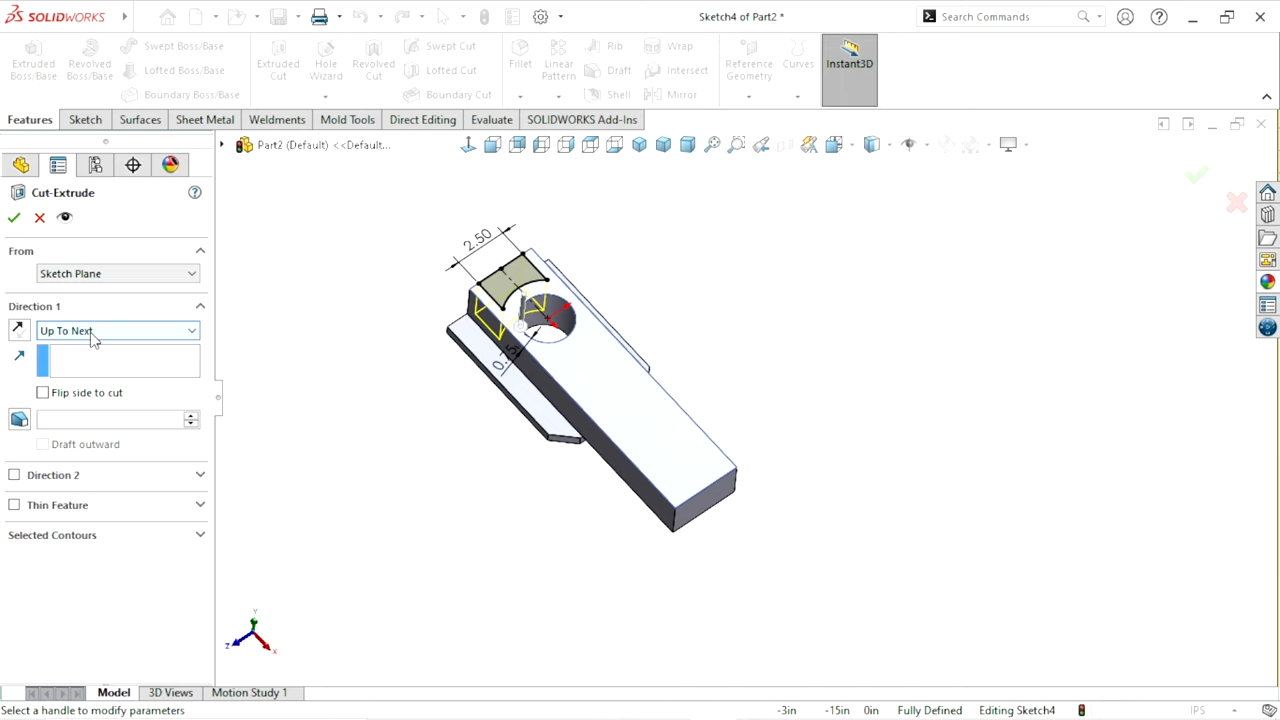 SOLIDWORKS
Sketch4 of Part2 *
Search Commands
Extruded Boss/Base
Revolved Boss/Base
Swept Boss/Base
Lofted Boss/Base
Boundary Boss/Base
Extruded Cut
Hole Wizard
Revolved Cut
Swept Cut
Lofted Cut
Boundary Cut
Fillet
Linear Pattern
Rib
Draft
Shell
Wrap
Intersect
Mirror
Reference Geometry
Curves
Instant3D
Features Sketch Surfaces Sheet Metal Weldments Mold Tools Direct Editing Evaluate SOLIDWORKS Add-Ins
Part2 (Default) <<Default...
Cut-Extrude
From
Sketch Plane
Direction 1
Up To Next
Flip side to cut
Draft outward
Direction 2
Thin Feature
Selected Contours
2.50
Y
Z
X
Model 3D Views Motion Study 1
Select a handle to modify parameters -3in -15in 0in Fully Defined Editing Sketch4 IPS